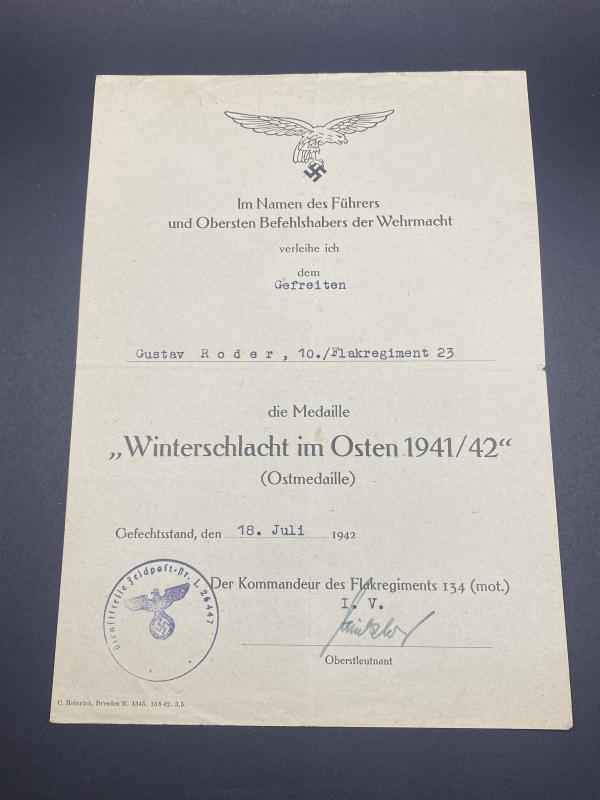 Im Namen des Führers
und Obersten Befehlshabers der Wehrmacht
verleihe ich
dem
Gefreiten
Gustav R o d e r , 10./Flakregiment 23
die Medaille
„Winterschlacht im Osten 1941/42“
(Ostmedaille)
Gefechtsstand, den 18. Juli 1942
Dienststelle Feldpost-Nr. L 26447
Der Kommandeur des Flakregiments 134 (mot.)
I. V.
Oberstleutnant
C. Heinrich, Dresden N. 1345. 158 42. 3,5.